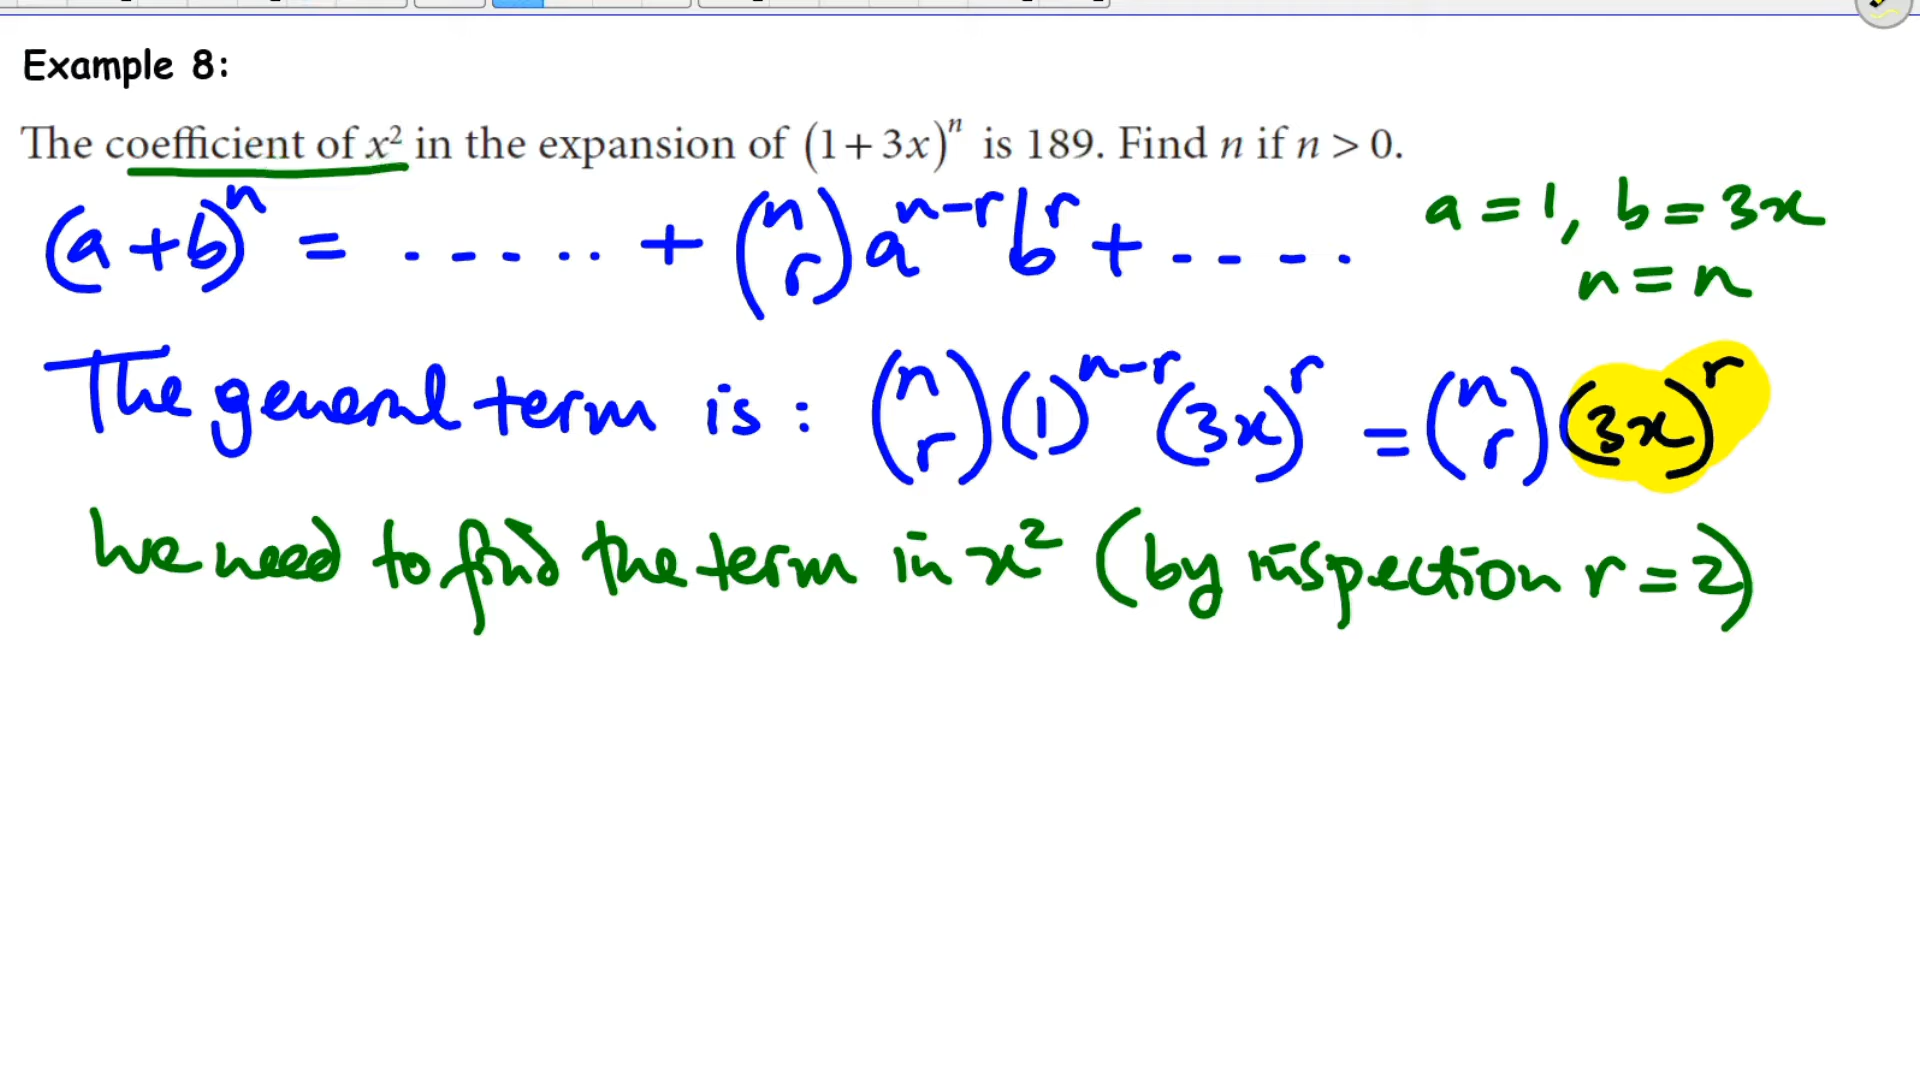 Example 8:
The coefficient of x² in the expansion of (1+3x)ⁿ is 189. Find n if n > 0.
(a+b)ⁿ = ..... + (n r) aⁿ⁻ʳ bʳ + ....
a = 1, b = 3x
n = n
The general term is : (n r) (1)ⁿ⁻ʳ (3x)ʳ = (n r) (3x)ʳ
We need to find the term in x² (by inspection r = 2)